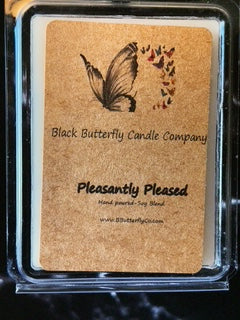 Black Butterfly Candle Company
Pleasantly Pleased
Hand poured-Soy Blend
www.BButterflyCo.com